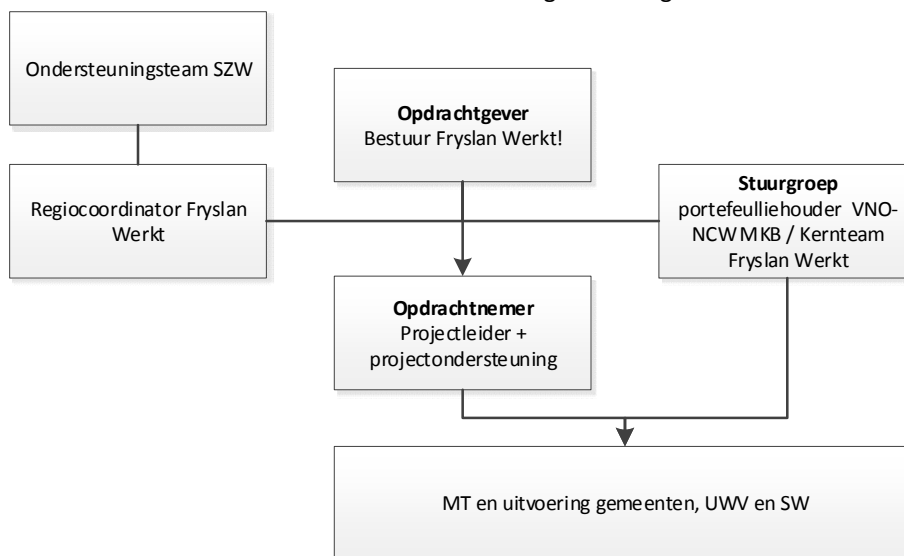 Ondersteuningsteam SZW
Opdrachtgever
Bestuur Fryslan Werkt!
Regiocoordinator Fryslan
Werkt
Stuurgroep
portefeulliehouder VNO-
NCW MKB / Kernteam
Fryslan Werkt
Opdrachtnemer
Projectleider +
projectondersteuning
MT en uitvoering gemeenten, UWV en SW